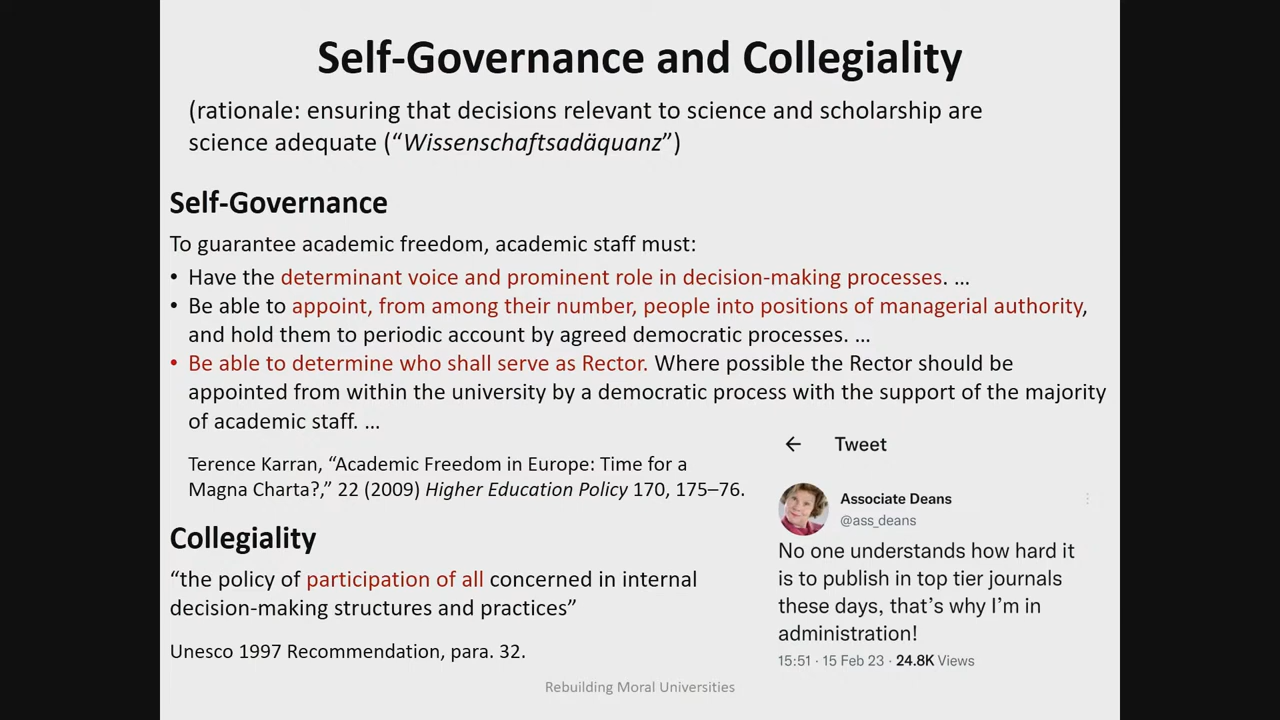 Self-Governance and Collegiality
(rationale: ensuring that decisions relevant to science and scholarship are
science adequate (“Wissenschaftsadäquanz”)
Self-Governance
To guarantee academic freedom, academic staff must:
• Have the determinant voice and prominent role in decision-making processes. …
• Be able to appoint, from among their number, people into positions of managerial authority,
and hold them to periodic account by agreed democratic processes. …
• Be able to determine who shall serve as Rector. Where possible the Rector should be
appointed from within the university by a democratic process with the support of the majority
of academic staff. …
Terence Karran, “Academic Freedom in Europe: Time for a
Magna Charta?,” 22 (2009) Higher Education Policy 170, 175–76.
Collegiality
“the policy of participation of all concerned in internal
decision-making structures and practices”
Unesco 1997 Recommendation, para. 32.
Tweet
Associate Deans
@ass_deans
No one understands how hard it
is to publish in top tier journals
these days, that’s why I’m in
administration!
15:51 · 15 Feb 23 · 24.8K Views
Rebuilding Moral Universities